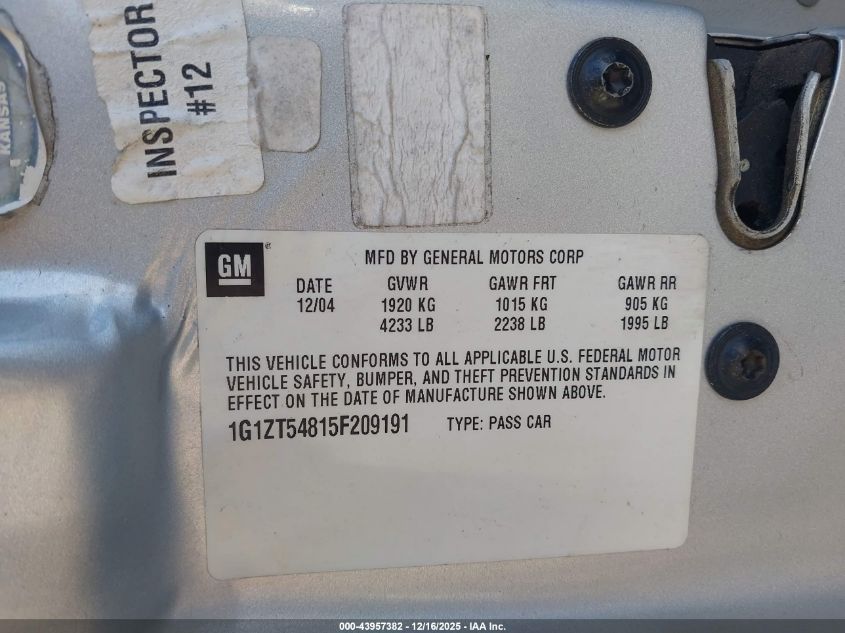 KANSAS
INSPECTOR
#12
GM
®
MFD BY GENERAL MOTORS CORP
DATE GVWR GAWR FRT GAWR RR
12/04 1920 KG 1015 KG 905 KG
4233 LB 2238 LB 1995 LB
THIS VEHICLE CONFORMS TO ALL APPLICABLE U.S. FEDERAL MOTOR
VEHICLE SAFETY, BUMPER, AND THEFT PREVENTION STANDARDS IN
EFFECT ON THE DATE OF MANUFACTURE SHOWN ABOVE.
1G1ZT54815F209191 TYPE: PASS CAR
000-43957382 - 12/16/2025 - IAA Inc.